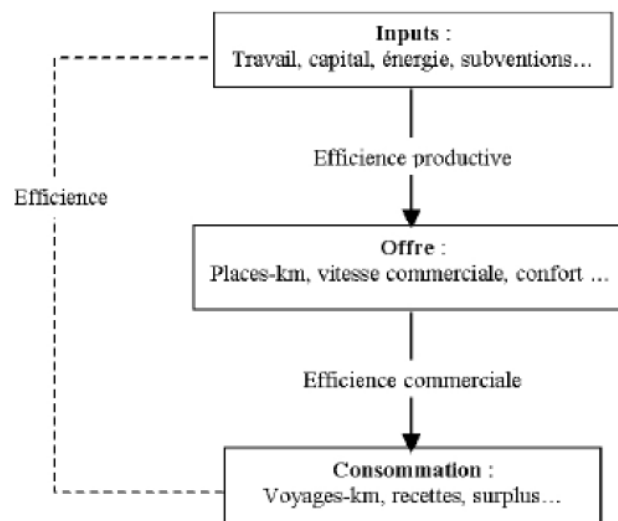 Inputs :
Travail, capital, énergie, subventions…
Efficience productive
Efficience
Offre :
Places-km, vitesse commerciale, confort …
Efficience commerciale
Consommation :
Voyages-km, recettes, surplus…